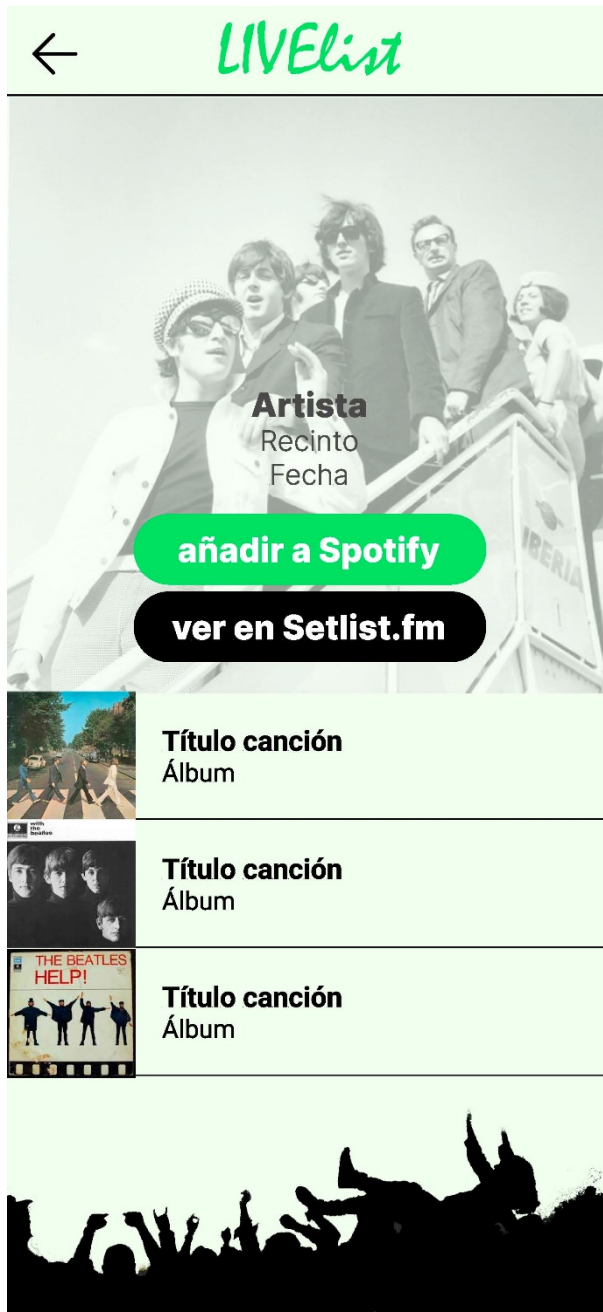 LIVElist
Artista
Recinto
Fecha
IBERIA
añadir a Spotify
ver en Setlist.fm
Título canción
Álbum
with
the
beatles
Título canción
Álbum
THE BEATLES
HELP!
Título canción
Álbum